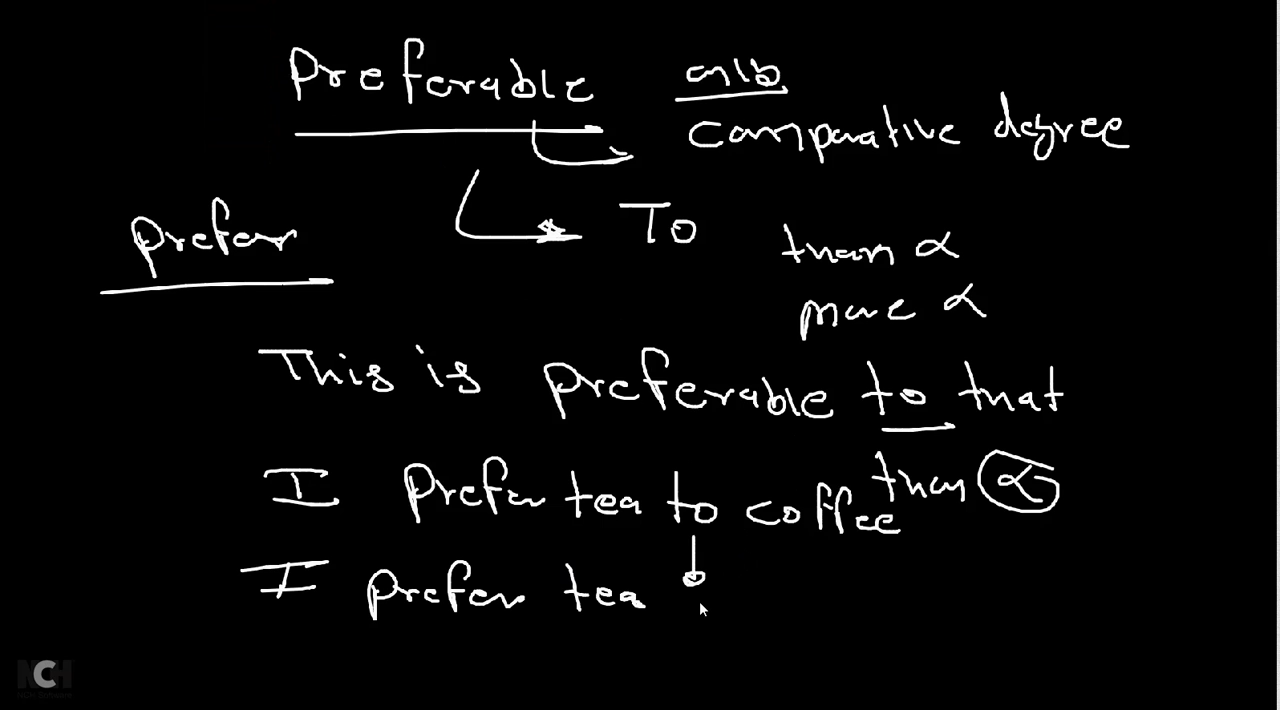 Preferable
comparative degree
To
prefer
than α
more α
This is preferable to that
than α
I prefer tea to coffee
I prefer tea
NCH